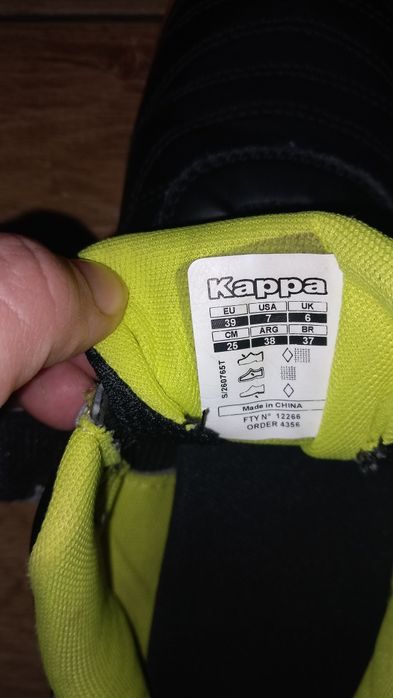 Kappa
EU USA UK
39 7 6
CM ARG BR
25 38 37
S/260765T
Made in CHINA
FTY N° 12266
ORDER 4356